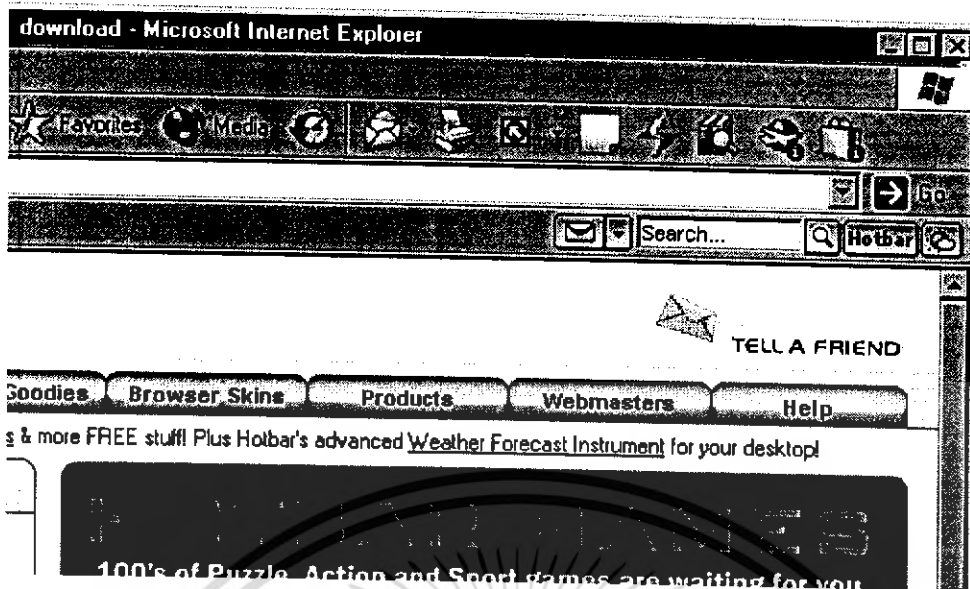 download - Microsoft Internet Explorer
Favorites Media
Go
Search... Hotbar
TELL A FRIEND
Goodies Browser Skins Products Webmasters Help
s & more FREE stuff! Plus Hotbar's advanced Weather Forecast Instrument for your desktop!
100's of Puzzle, Action and Sport games are waiting for you